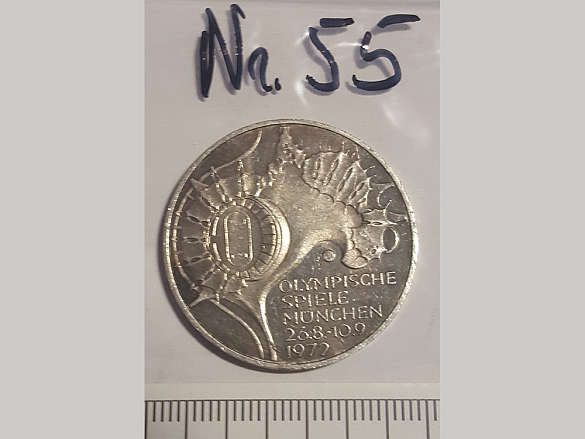 Nr. 55
OLYMPISCHE
SPIELE
MÜNCHEN
26.8.-10.9
1972